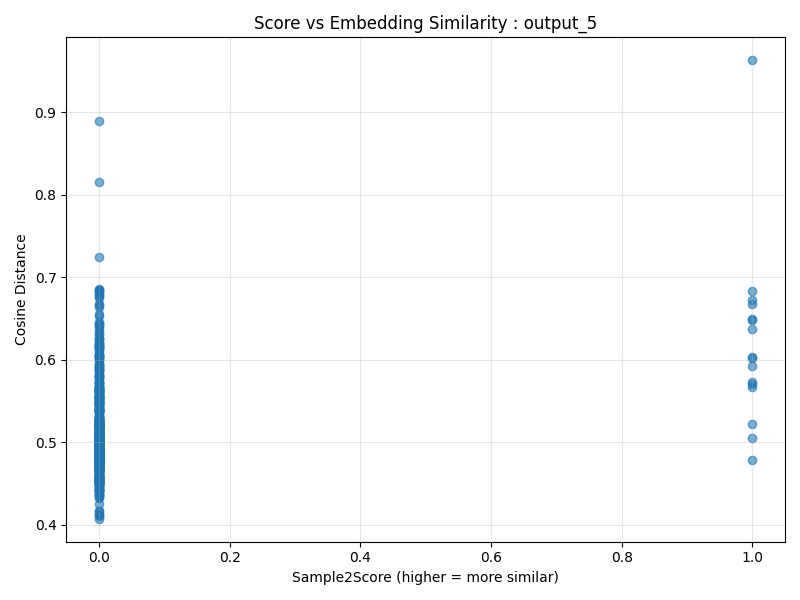 Score vs Embedding Similarity : output_5
Cosine Distance
0.9
0.8
0.7
0.6
0.5
0.4
0.0 0.2 0.4 0.6 0.8 1.0
Sample2Score (higher = more similar)